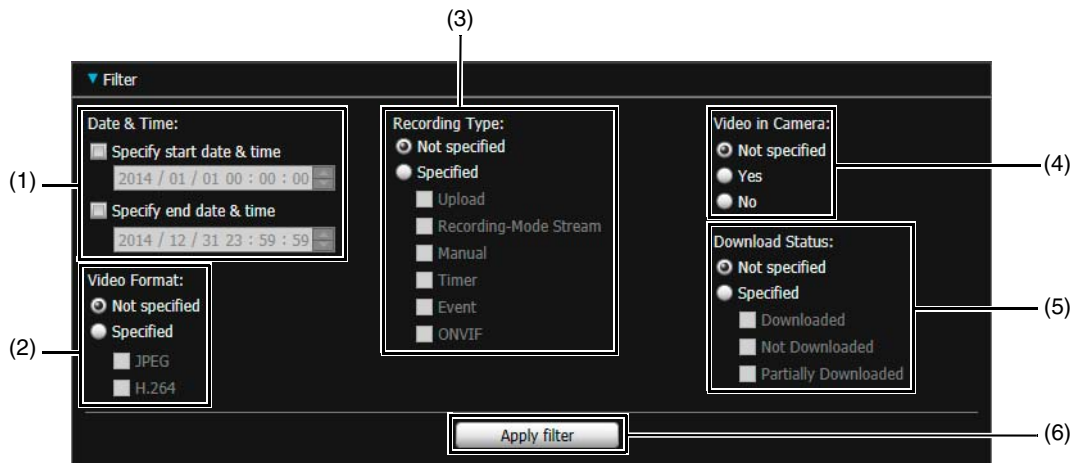 (3)
Filter
(1)
Date & Time:
Specify start date & time
2014 / 01 / 01 00 : 00 : 00
Specify end date & time
2014 / 12 / 31 23 : 59 : 59
(2)
Video Format:
Not specified
Specified
JPEG
H.264
Recording Type:
Not specified
Specified
Upload
Recording-Mode Stream
Manual
Timer
Event
ONVIF
Video in Camera:
Not specified
Yes
No
(4)
Download Status:
Not specified
Specified
Downloaded
Not Downloaded
Partially Downloaded
(5)
Apply filter
(6)